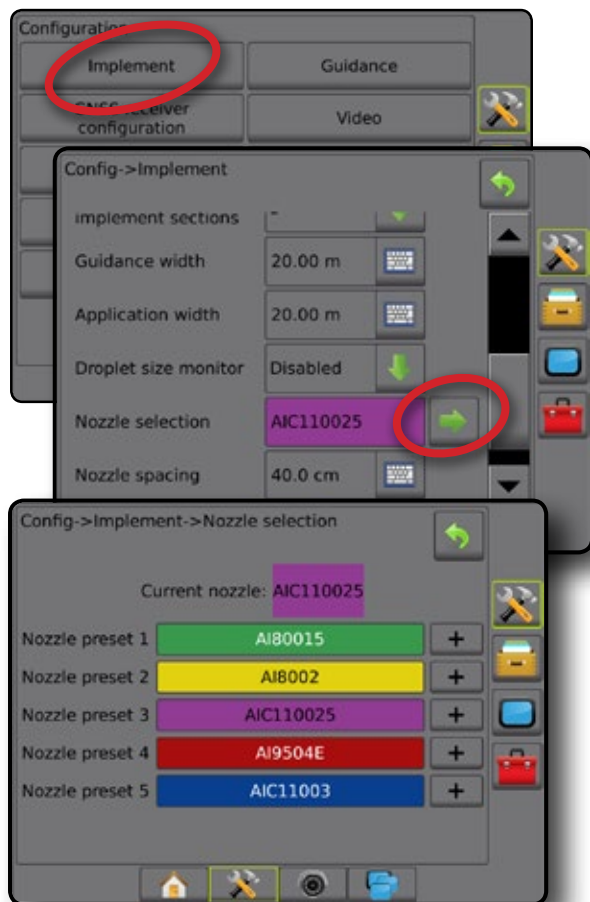 Configuration
Implement
Guidance
GNSS receiver
configuration
Video
Config->Implement
Implement sections
Guidance width
20.00 m
Application width
20.00 m
Droplet size monitor
Disabled
Nozzle selection
AIC110025
Nozzle spacing
40.0 cm
Config->Implement->Nozzle selection
Current nozzle: AIC110025
Nozzle preset 1 AI80015 +
Nozzle preset 2 AI8002 +
Nozzle preset 3 AIC110025 +
Nozzle preset 4 AI9504E +
Nozzle preset 5 AIC11003 +